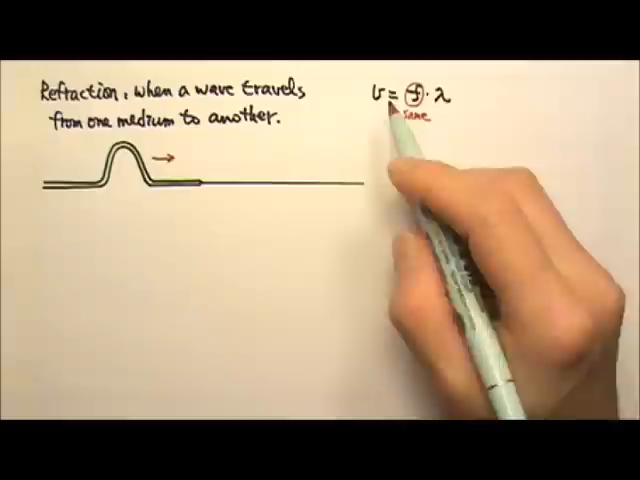 Refraction: when a wave travels
from one medium to another.
v = f · λ
same